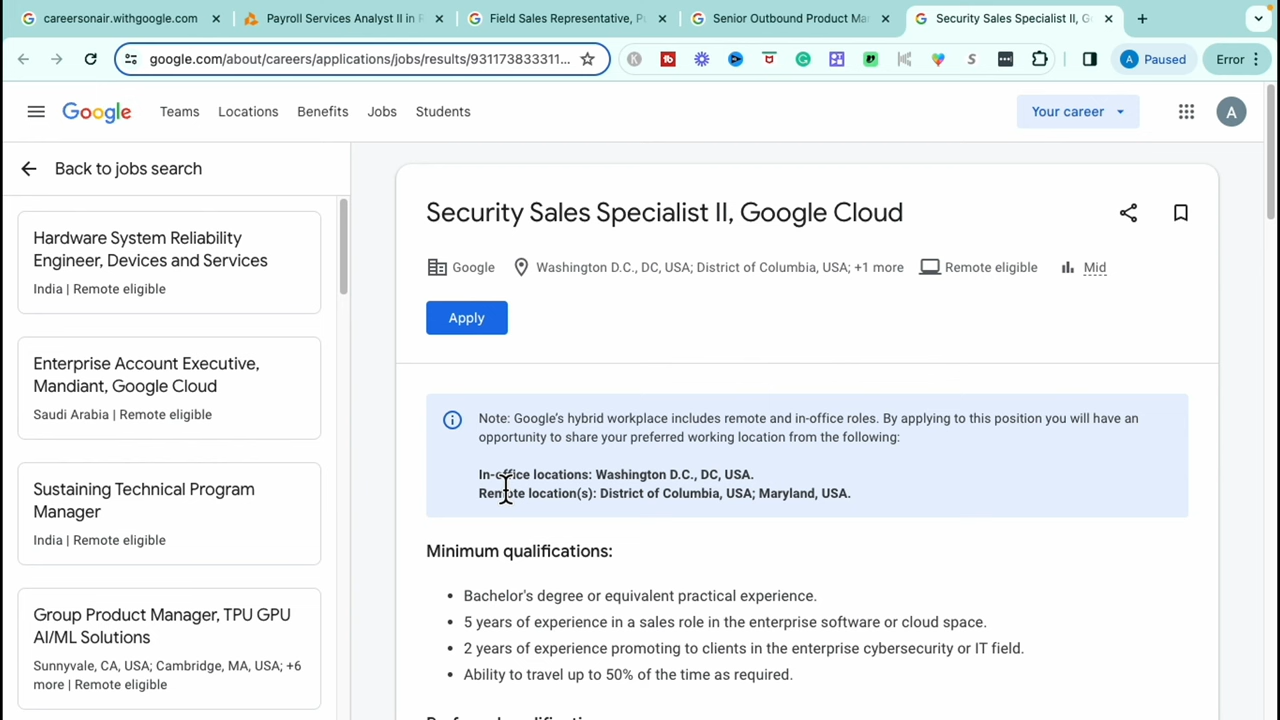 careersonair.withgoogle.com
Payroll Services Analyst II in R
Field Sales Representative, P
Senior Outbound Product Ma
Security Sales Specialist II, G
google.com/about/careers/applications/jobs/results/931173833311...
A Paused
Error
Google
Teams
Locations
Benefits
Jobs
Students
Your career
A
Back to jobs search
Hardware System Reliability
Engineer, Devices and Services
India | Remote eligible
Enterprise Account Executive,
Mandiant, Google Cloud
Saudi Arabia | Remote eligible
Sustaining Technical Program
Manager
India | Remote eligible
Group Product Manager, TPU GPU
AI/ML Solutions
Sunnyvale, CA, USA; Cambridge, MA, USA; +6
more | Remote eligible
Security Sales Specialist II, Google Cloud
Google
Washington D.C., DC, USA; District of Columbia, USA; +1 more
Remote eligible
Mid
Apply
Note: Google's hybrid workplace includes remote and in-office roles. By applying to this position you will have an
opportunity to share your preferred working location from the following:
In-office locations: Washington D.C., DC, USA.
Remote location(s): District of Columbia, USA; Maryland, USA.
Minimum qualifications:
Bachelor's degree or equivalent practical experience.
5 years of experience in a sales role in the enterprise software or cloud space.
2 years of experience promoting to clients in the enterprise cybersecurity or IT field.
Ability to travel up to 50% of the time as required.